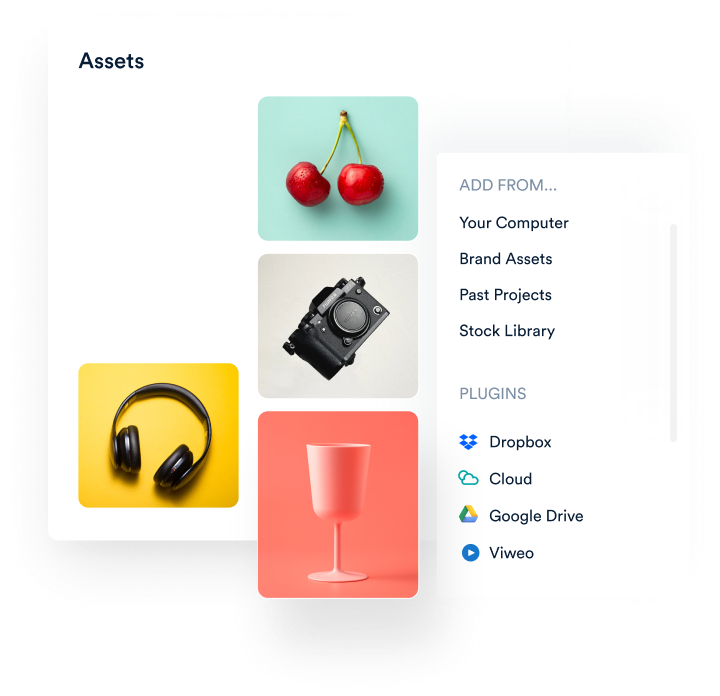 Assets
ADD FROM...
Your Computer
Brand Assets
Past Projects
Stock Library
PLUGINS
Dropbox
Cloud
Google Drive
Viweo